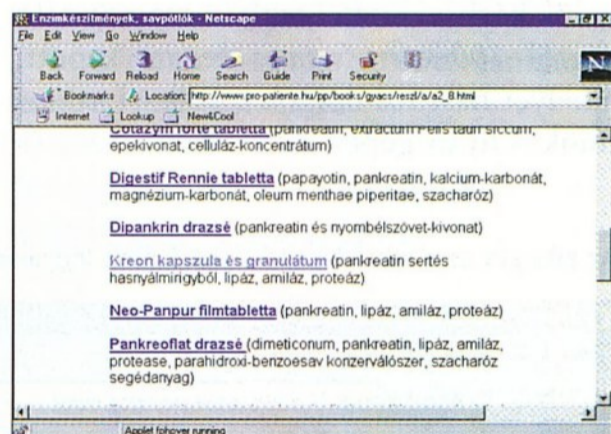 Enzimkészítmények, savpótlók - Netscape
File Edit View Go Window Help
Back Forward Reload Home Search Guide Print Security N
Bookmarks Location: http://www.pro-patiente.hu/pp/books/gyacs/reszl/a/a2_8.html
Internet Lookup New&Cool
Cotazym forte tabletta (pankreatin, extractum Fellis tauri siccum,
epekivonat, celluláz-koncentrátum)
Digestif Rennie tabletta (papayotin, pankreatin, kalcium-karbonát,
magnézium-karbonát, oleum menthae piperitae, szacharóz)
Dipankrin drazsé (pankreatin és nyombélszövet-kivonat)
Kreon kapszula és granulátum (pankreatin sertés
hasnyálmirigyből, lipáz, amiláz, proteáz)
Neo-Panpur filmtabletta (pankreatin, lipáz, amiláz, proteáz)
Pankreoflat drazsé (dimeticonum, pankreatin, lipáz, amiláz,
protease, parahidroxi-benzoesav konzerválószer, szacharóz
segédanyag)
Applet fphover running